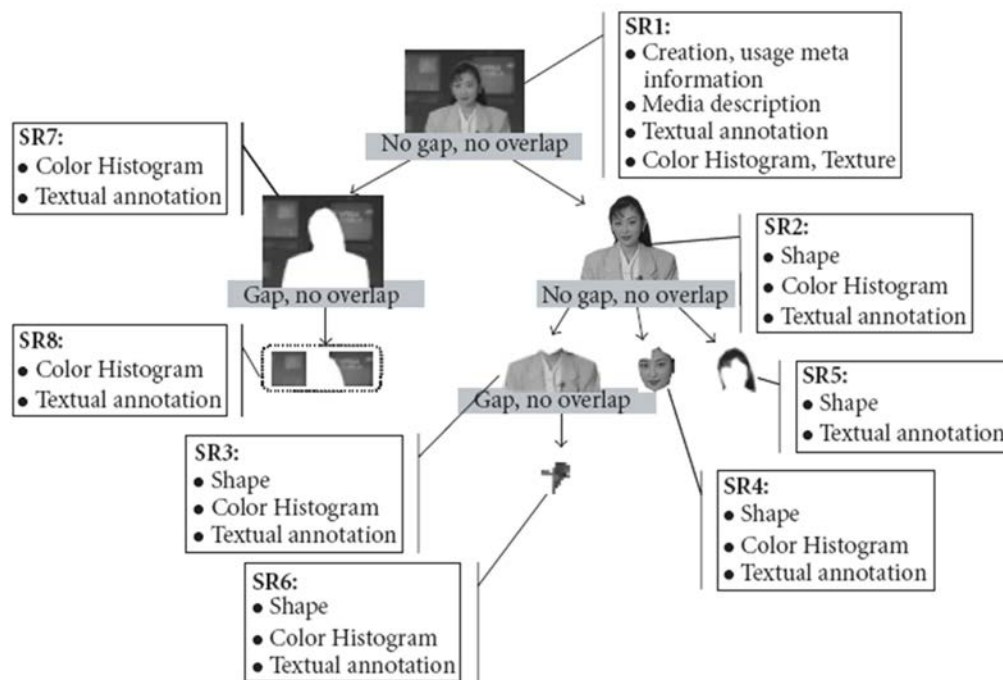 SR1:
• Creation, usage meta
information
• Media description
• Textual annotation
• Color Histogram, Texture
No gap, no overlap
SR7:
• Color Histogram
• Textual annotation
SR2:
• Shape
• Color Histogram
• Textual annotation
Gap, no overlap
No gap, no overlap
SR8:
• Color Histogram
• Textual annotation
SR5:
• Shape
• Textual annotation
Gap, no overlap
SR3:
• Shape
• Color Histogram
• Textual annotation
SR4:
• Shape
• Color Histogram
• Textual annotation
SR6:
• Shape
• Color Histogram
• Textual annotation